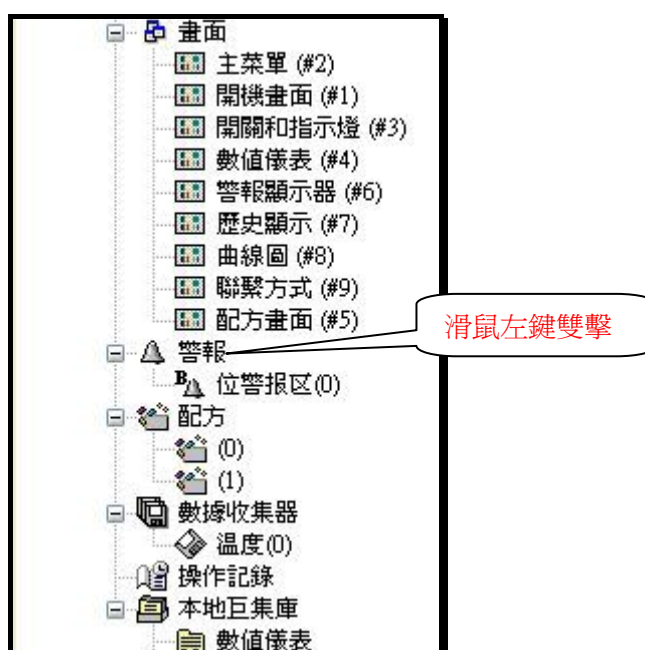 畫面
主菜單 (#2)
開機畫面 (#1)
開關和指示燈 (#3)
數值儀表 (#4)
警報顯示器 (#6)
歷史顯示 (#7)
曲線圖 (#8)
聯繫方式 (#9)
配方畫面 (#5)
滑鼠左鍵雙擊
警報
B 位警报区(0)
配方
(0)
(1)
數據收集器
温度(0)
操作記錄
本地巨集庫
數值儀表